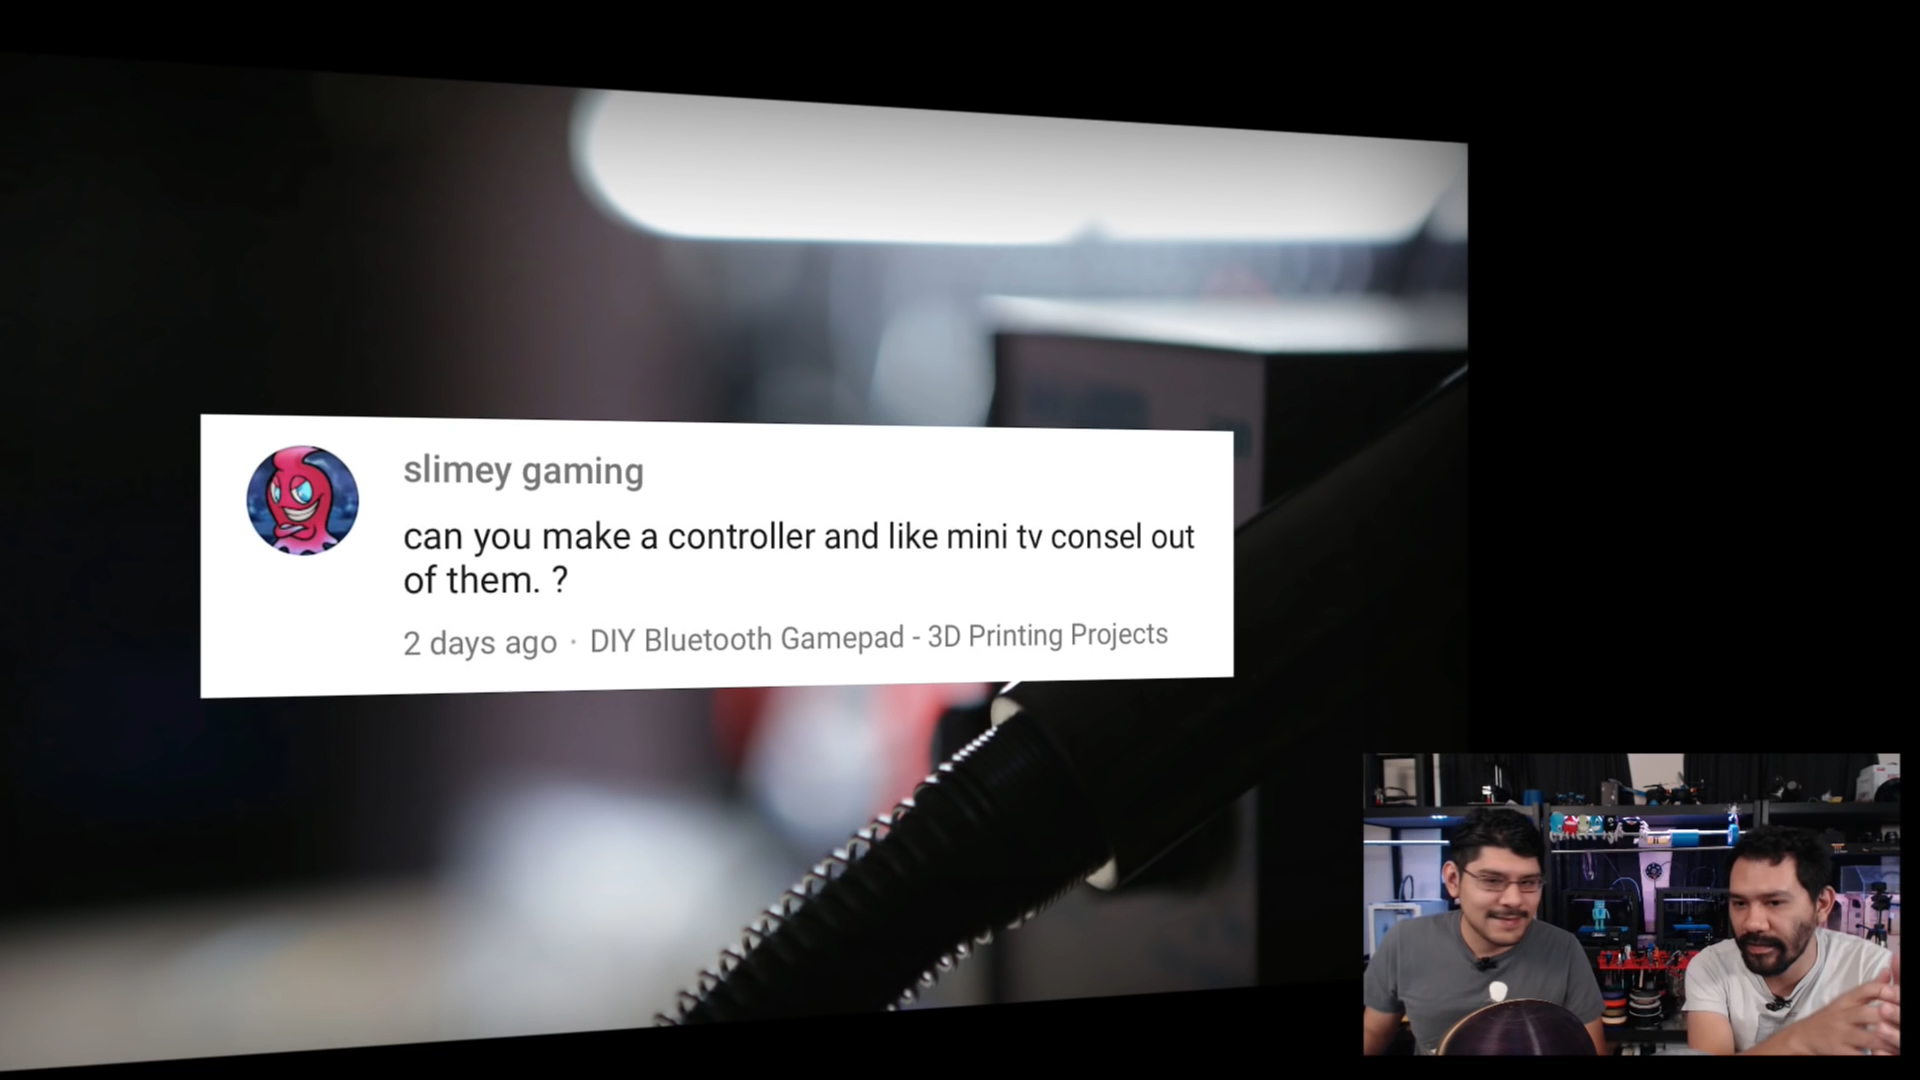 slimey gaming
can you make a controller and like mini tv consel out
of them. ?
2 days ago · DIY Bluetooth Gamepad - 3D Printing Projects